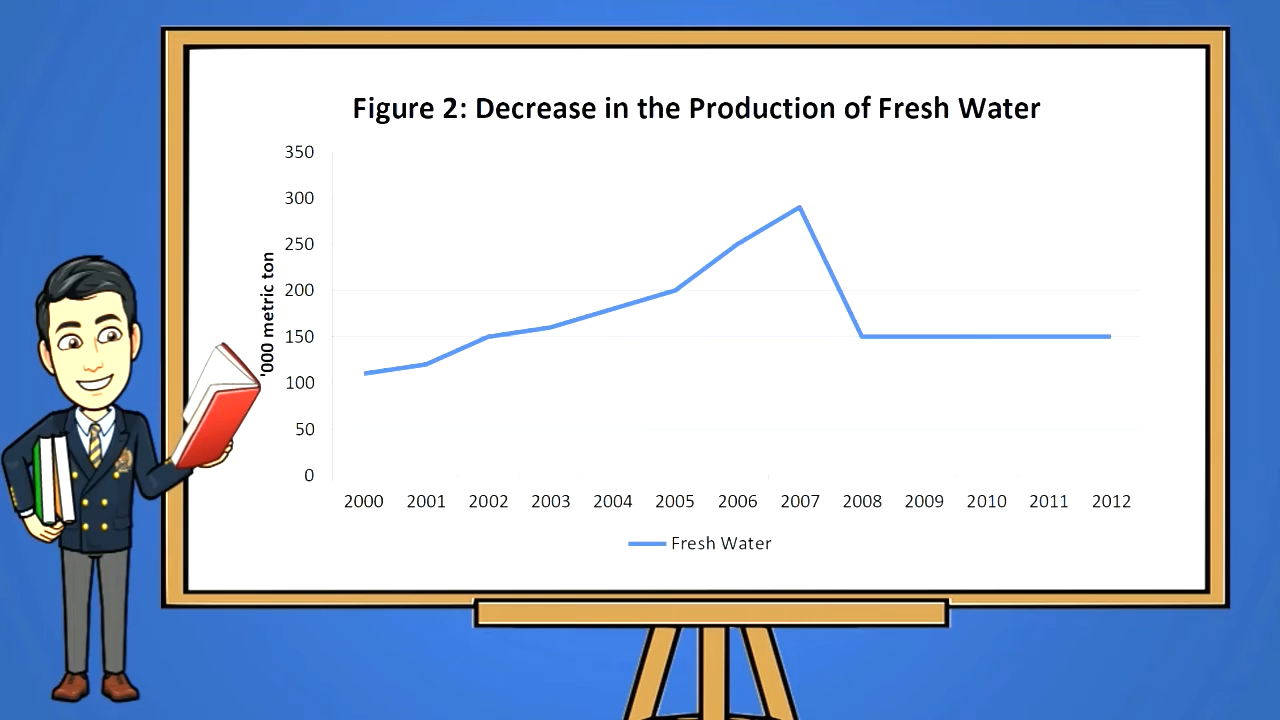 Figure 2: Decrease in the Production of Fresh Water
350
300
250
200
150
100
50
0
'000 metric ton
2000 2001 2002 2003 2004 2005 2006 2007 2008 2009 2010 2011 2012
Fresh Water